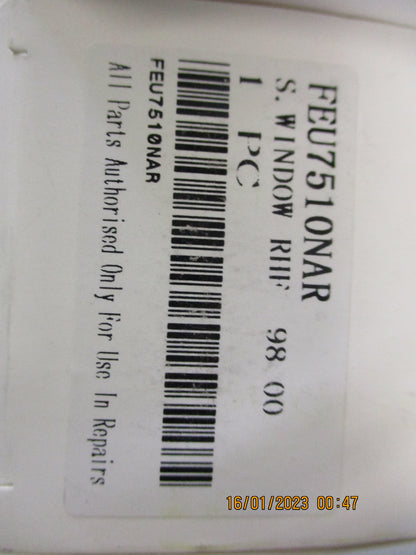 FEU7510NAR
S. WINDOW RHF 98 00
1 PC
FEU7510NAR
All Parts Authorised Only For Use In Repairs.
16/01/2023 00:47